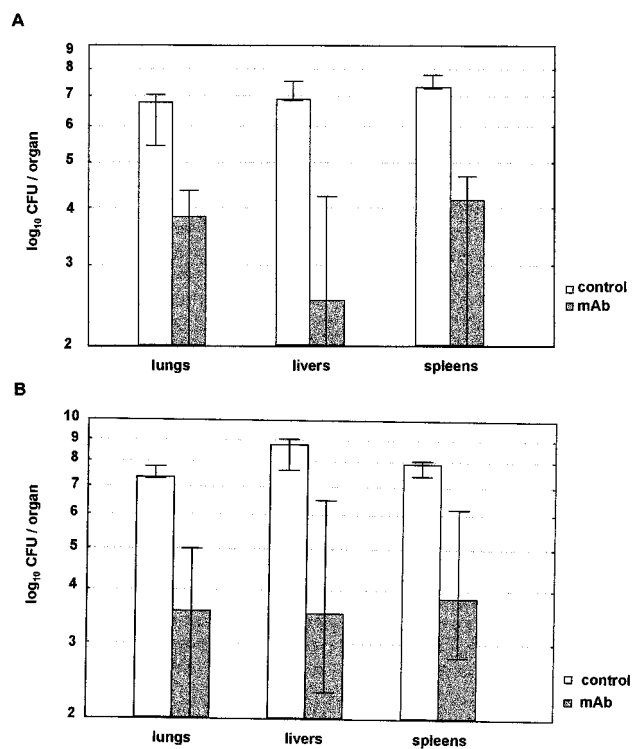 A
9
8
7
6
5
4
3
2
log10 CFU / organ
lungs livers spleens
control
mAb
B
10
9
8
7
6
5
4
3
2
log10 CFU / organ
lungs livers spleens
control
mAb